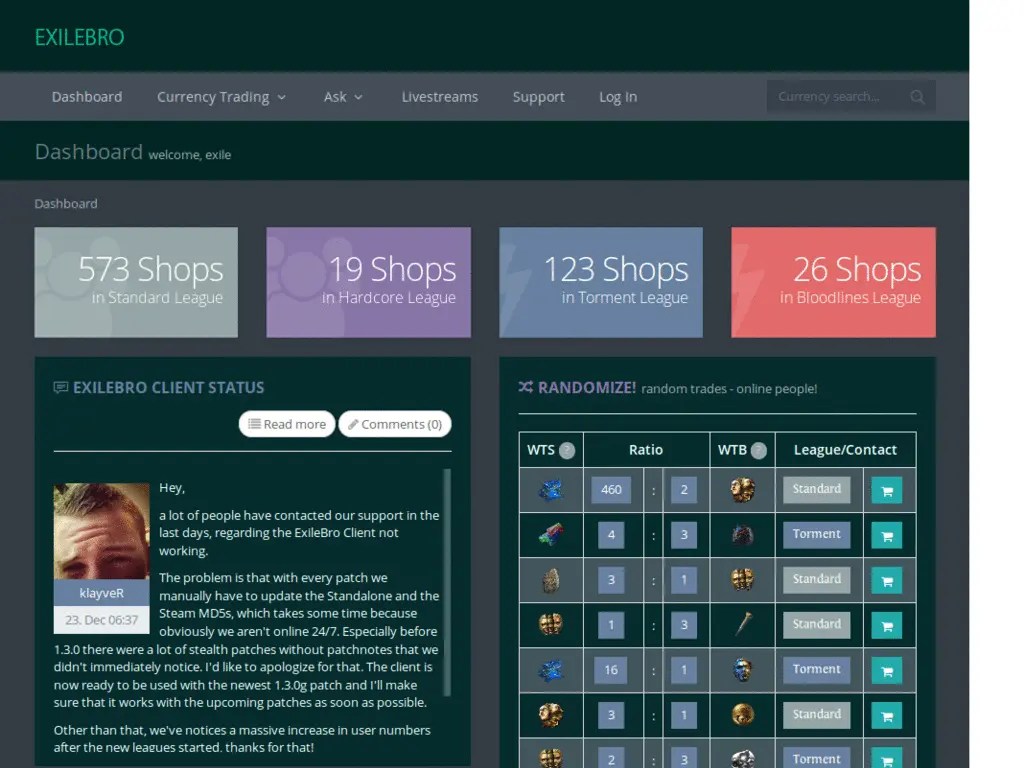 EXILEBRO
Dashboard Currency Trading Ask Livestreams Support Log In Currency search...
Dashboard welcome, exile
Dashboard
573 Shops
in Standard League
19 Shops
in Hardcore League
123 Shops
in Torment League
26 Shops
in Bloodlines League
EXILEBRO CLIENT STATUS
Read more Comments (0)
klayveR
23. Dec 06:37
Hey,
a lot of people have contacted our support in the
last days, regarding the ExileBro Client not
working.
The problem is that with every patch we
manually have to update the Standalone and the
Steam MD5s, which takes some time because
obviously we aren't online 24/7. Especially before
1.3.0 there were a lot of stealth patches without patchnotes that we
didn't immediately notice. I'd like to apologize for that. The client is
now ready to be used with the newest 1.3.0g patch and I'll make
sure that it works with the upcoming patches as soon as possible.
Other than that, we've notices a massive increase in user numbers
after the new leagues started, thanks for that!
RANDOMIZE! random trades - online people!
WTS ? Ratio WTB ? League/Contact
460 : 2 Standard
4 : 3 Torment
3 : 1 Standard
1 : 3 Standard
16 : 1 Torment
3 : 1 Standard
2 : 3 Torment